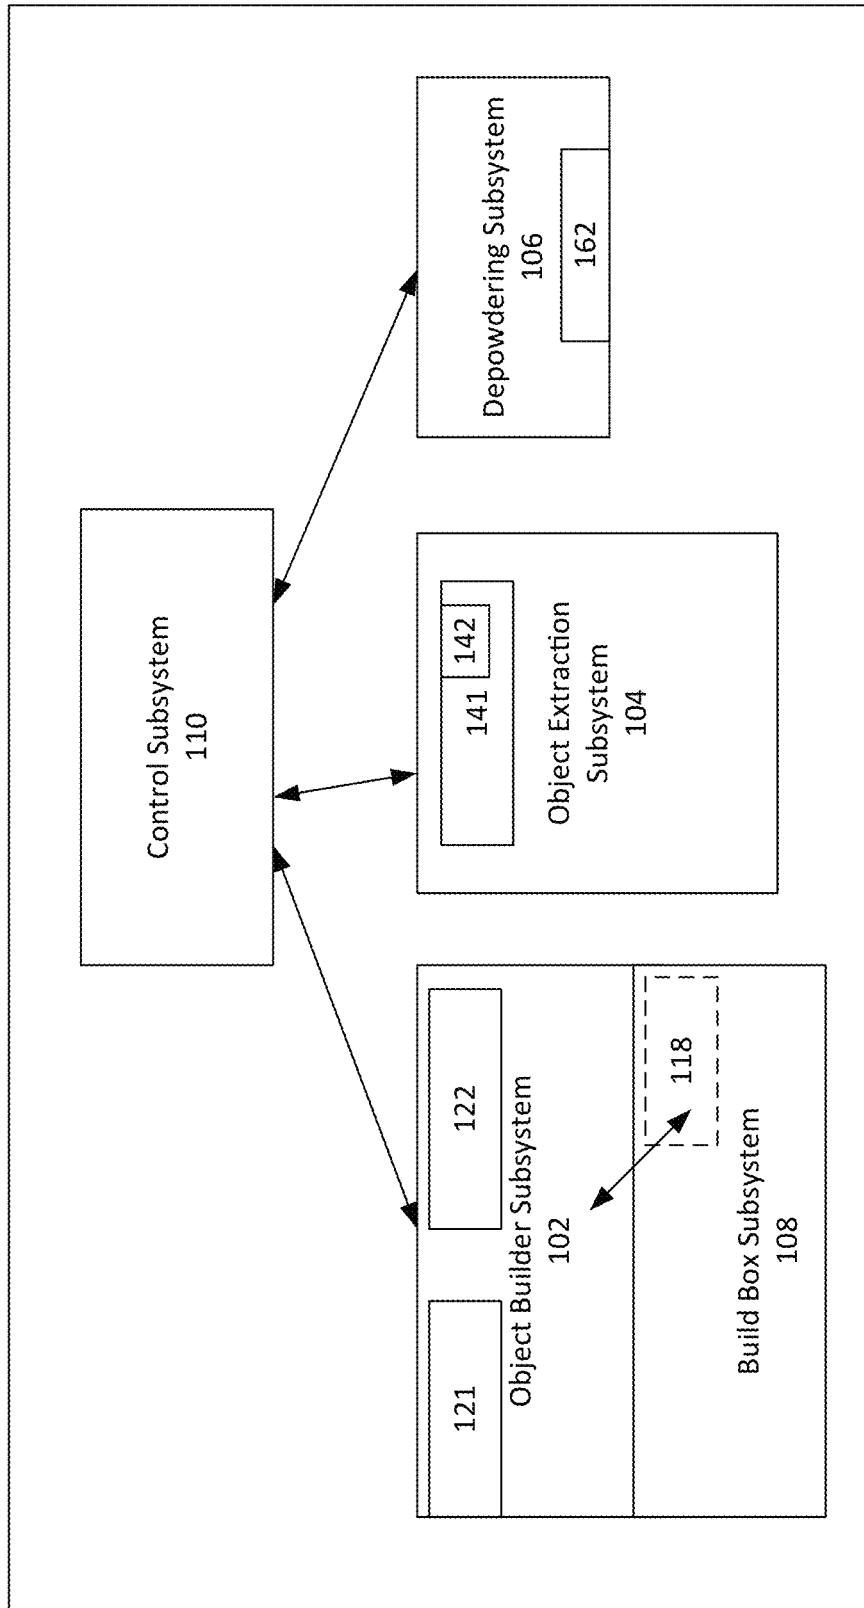 Control Subsystem
110
121
122
Object Builder Subsystem
102
118
Build Box Subsystem
108
142
141
Object Extraction
Subsystem
104
Depowdering Subsystem
106
162